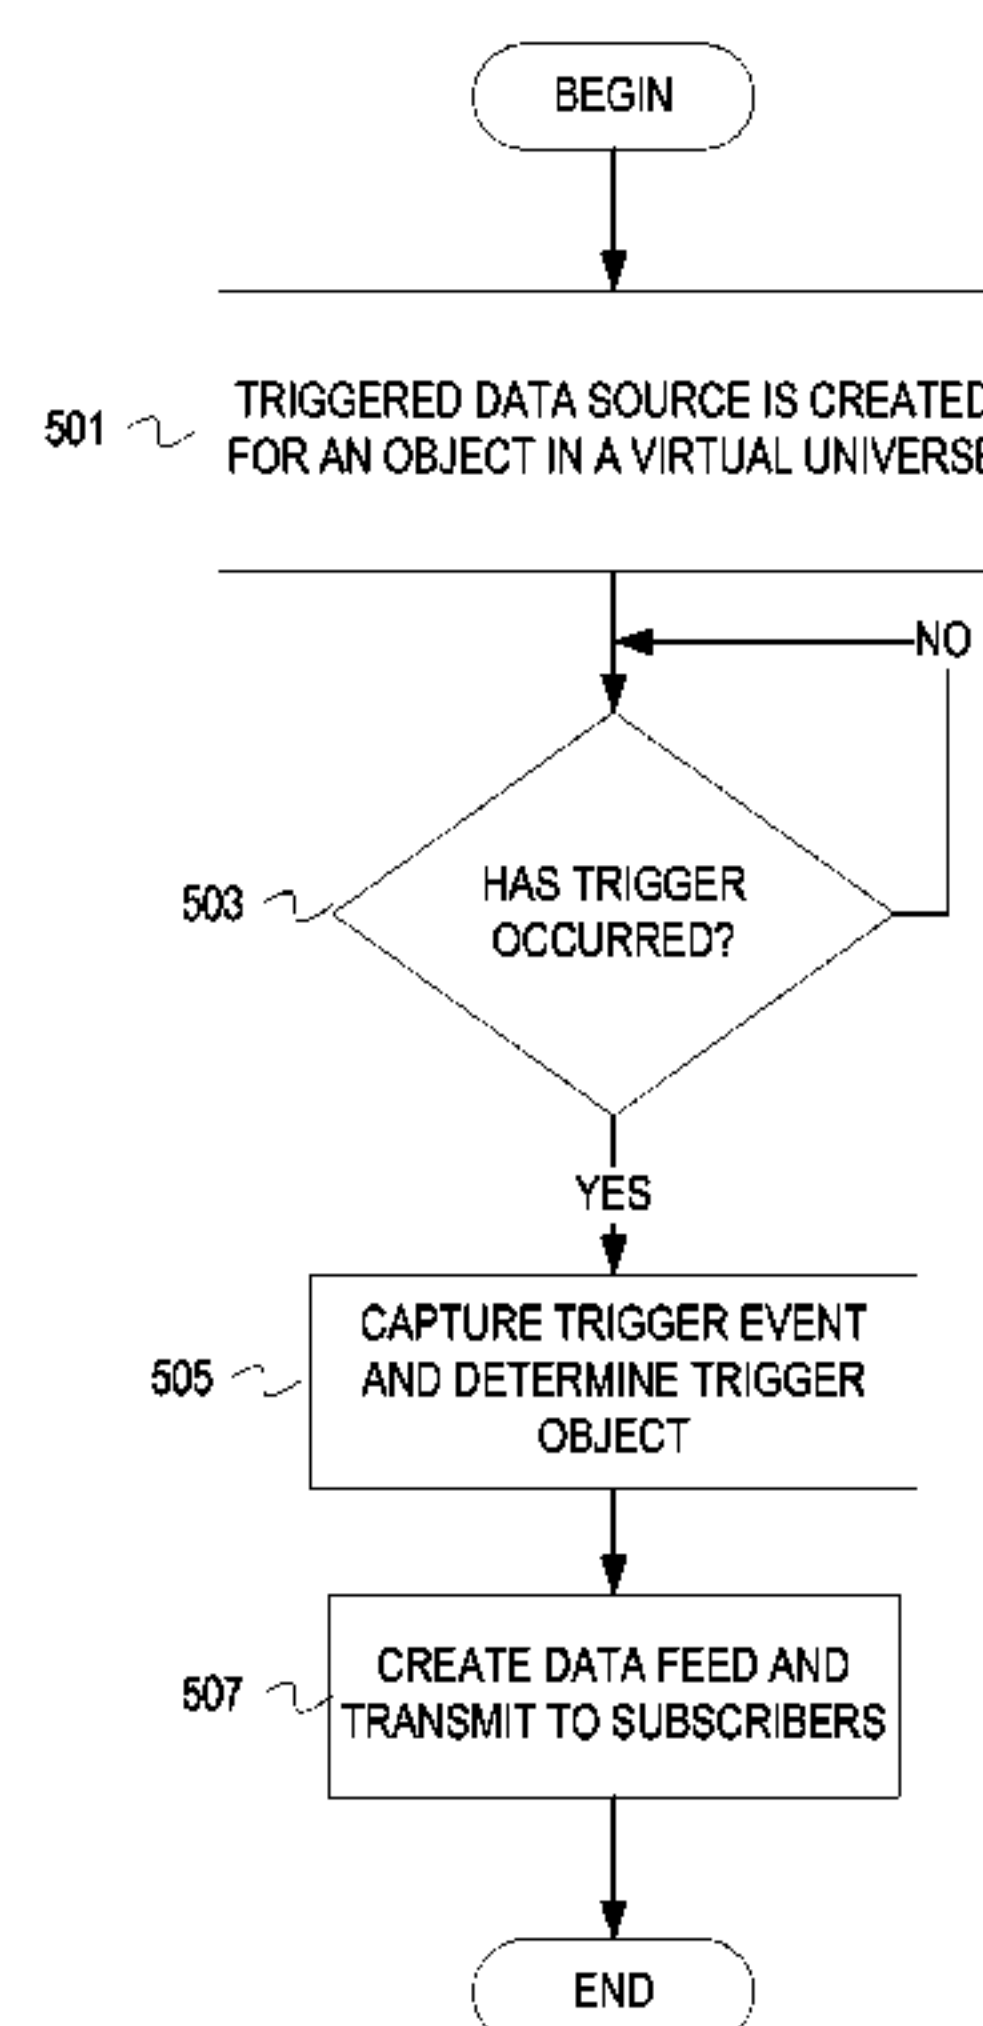 BEGIN
501
TRIGGERED DATA SOURCE IS CREATED
FOR AN OBJECT IN A VIRTUAL UNIVERSE
NO
503
HAS TRIGGER
OCCURRED?
YES
505
CAPTURE TRIGGER EVENT
AND DETERMINE TRIGGER
OBJECT
507
CREATE DATA FEED AND
TRANSMIT TO SUBSCRIBERS
END